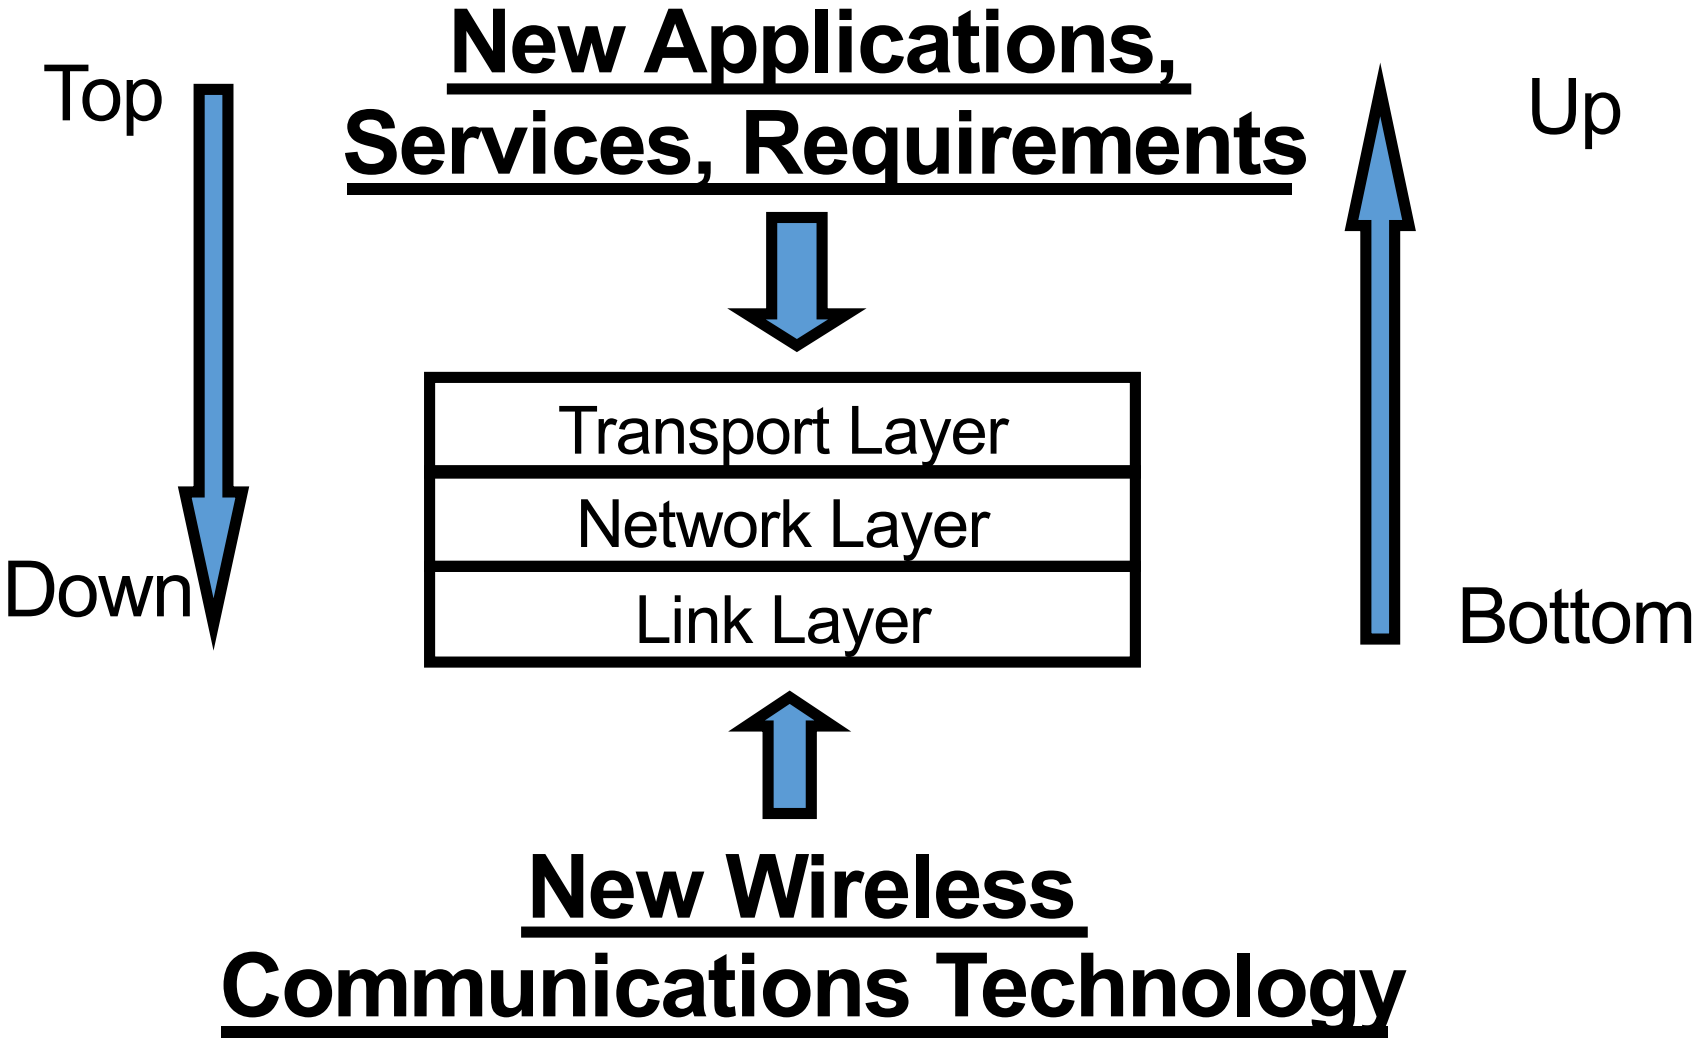 New Applications,
Services, Requirements
Top
Down
Up
Bottom
Transport Layer
Network Layer
Link Layer
New Wireless
Communications Technology